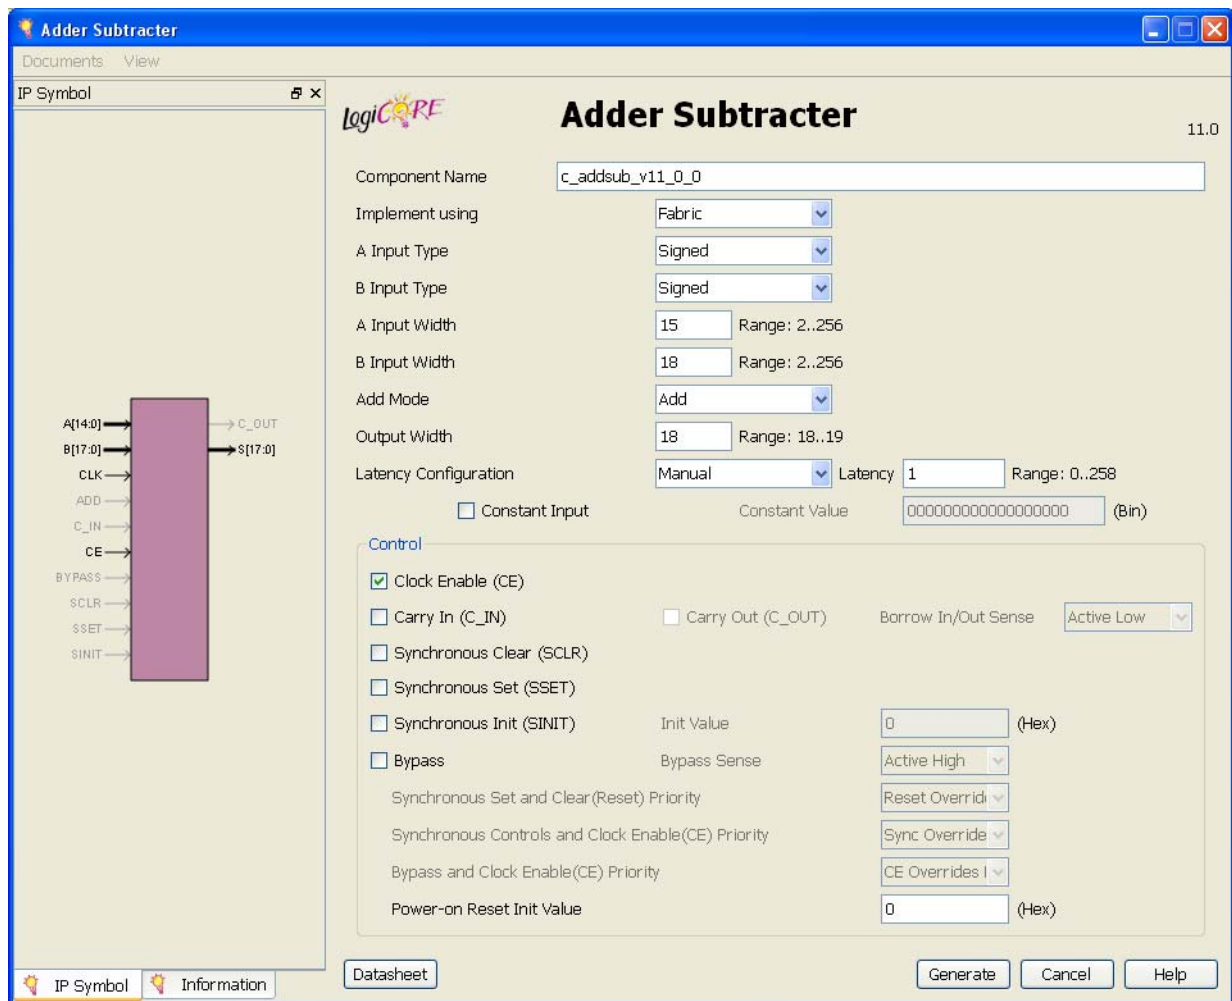 Adder Subtracter
Documents View
IP Symbol
LogiCORE
Adder Subtracter
11.0
Component Name c_addsub_v11_0_0
Implement using Fabric
A Input Type Signed
B Input Type Signed
A Input Width 15 Range: 2..256
B Input Width 18 Range: 2..256
Add Mode Add
Output Width 18 Range: 18..19
Latency Configuration Manual Latency 1 Range: 0..258
Constant Input Constant Value 000000000000000000 (Bin)
A[14:0]
B[17:0]
CLK
ADD
C_IN
CE
BYPASS
SCLR
SSET
SINIT
C_OUT
S[17:0]
Control
Clock Enable (CE)
Carry In (C_IN) Carry Out (C_OUT) Borrow In/Out Sense Active Low
Synchronous Clear (SCLR)
Synchronous Set (SSET)
Synchronous Init (SINIT) Init Value 0 (Hex)
Bypass Bypass Sense Active High
Synchronous Set and Clear(Reset) Priority Reset Overrid
Synchronous Controls and Clock Enable(CE) Priority Sync Override
Bypass and Clock Enable(CE) Priority CE Overrides
Power-on Reset Init Value 0 (Hex)
IP Symbol Information
Datasheet Generate Cancel Help